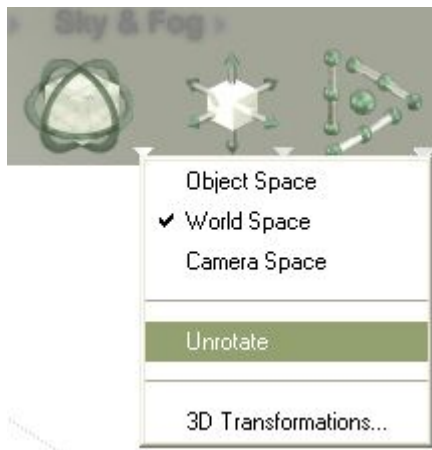 Sky & Fog
Object Space
World Space
Camera Space
Unrotate
3D Transformations...